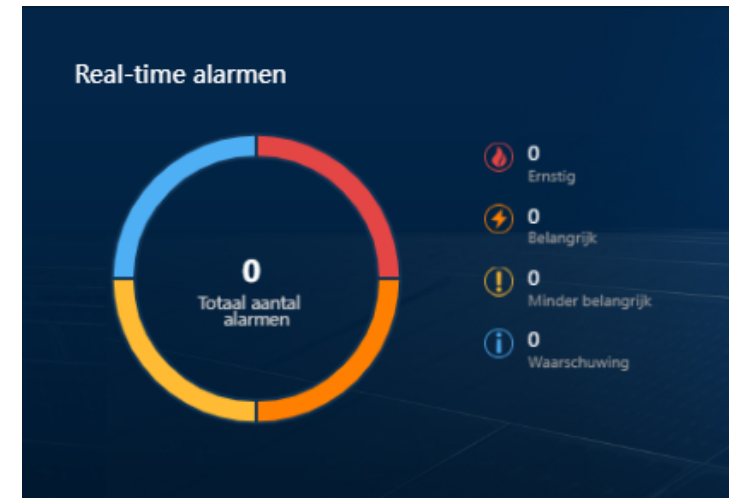 Real-time alarmen
0
Totaal aantal
alarmen
0
Ernstig
0
Belangrijk
0
Minder belangrijk
0
Waarschuwing